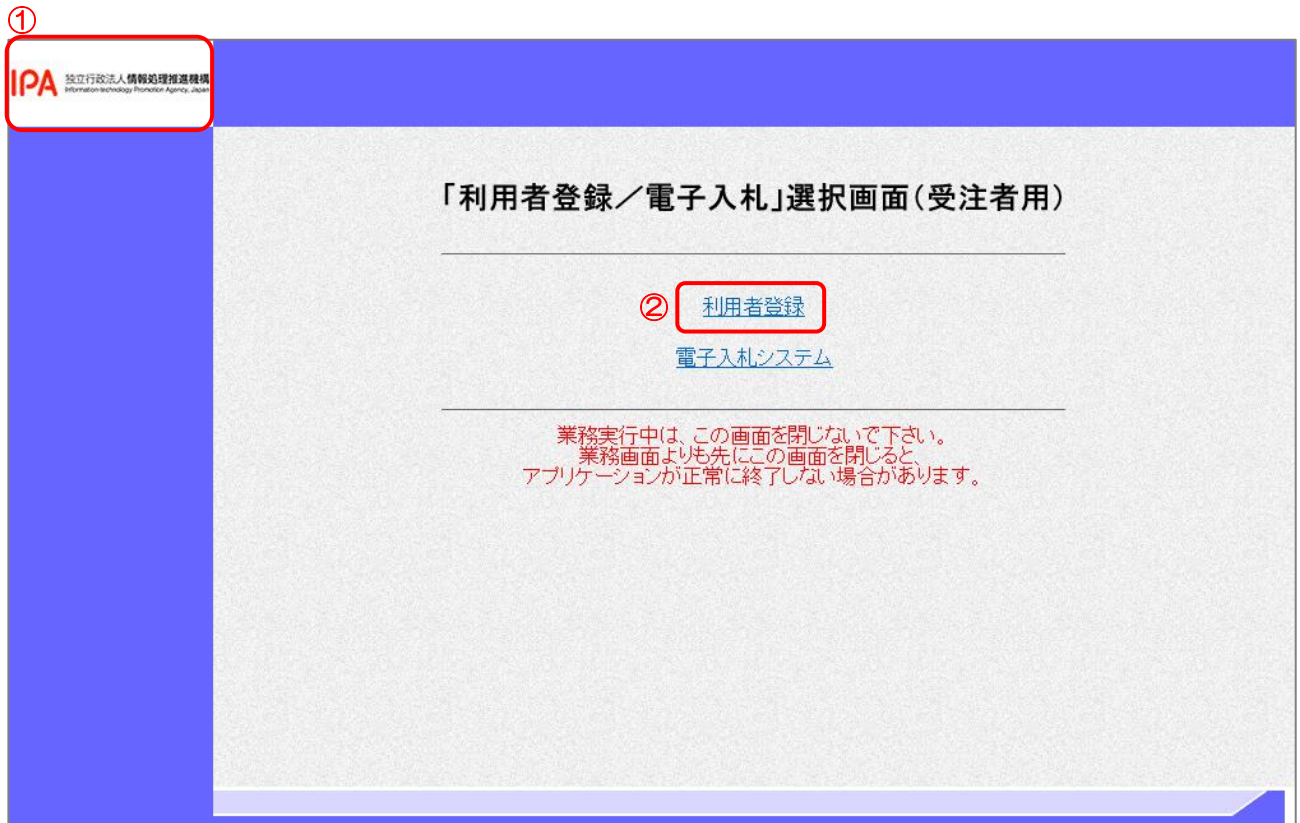 ①
IPA 独立行政法人情報処理推進機構
Information-technology Promotion Agency, Japan
「利用者登録／電子入札」選択画面(受注者用)
② 利用者登録
電子入札システム
業務実行中は、この画面を閉じないで下さい。
業務画面よりも先にこの画面を閉じると、
アプリケーションが正常に終了しない場合があります。